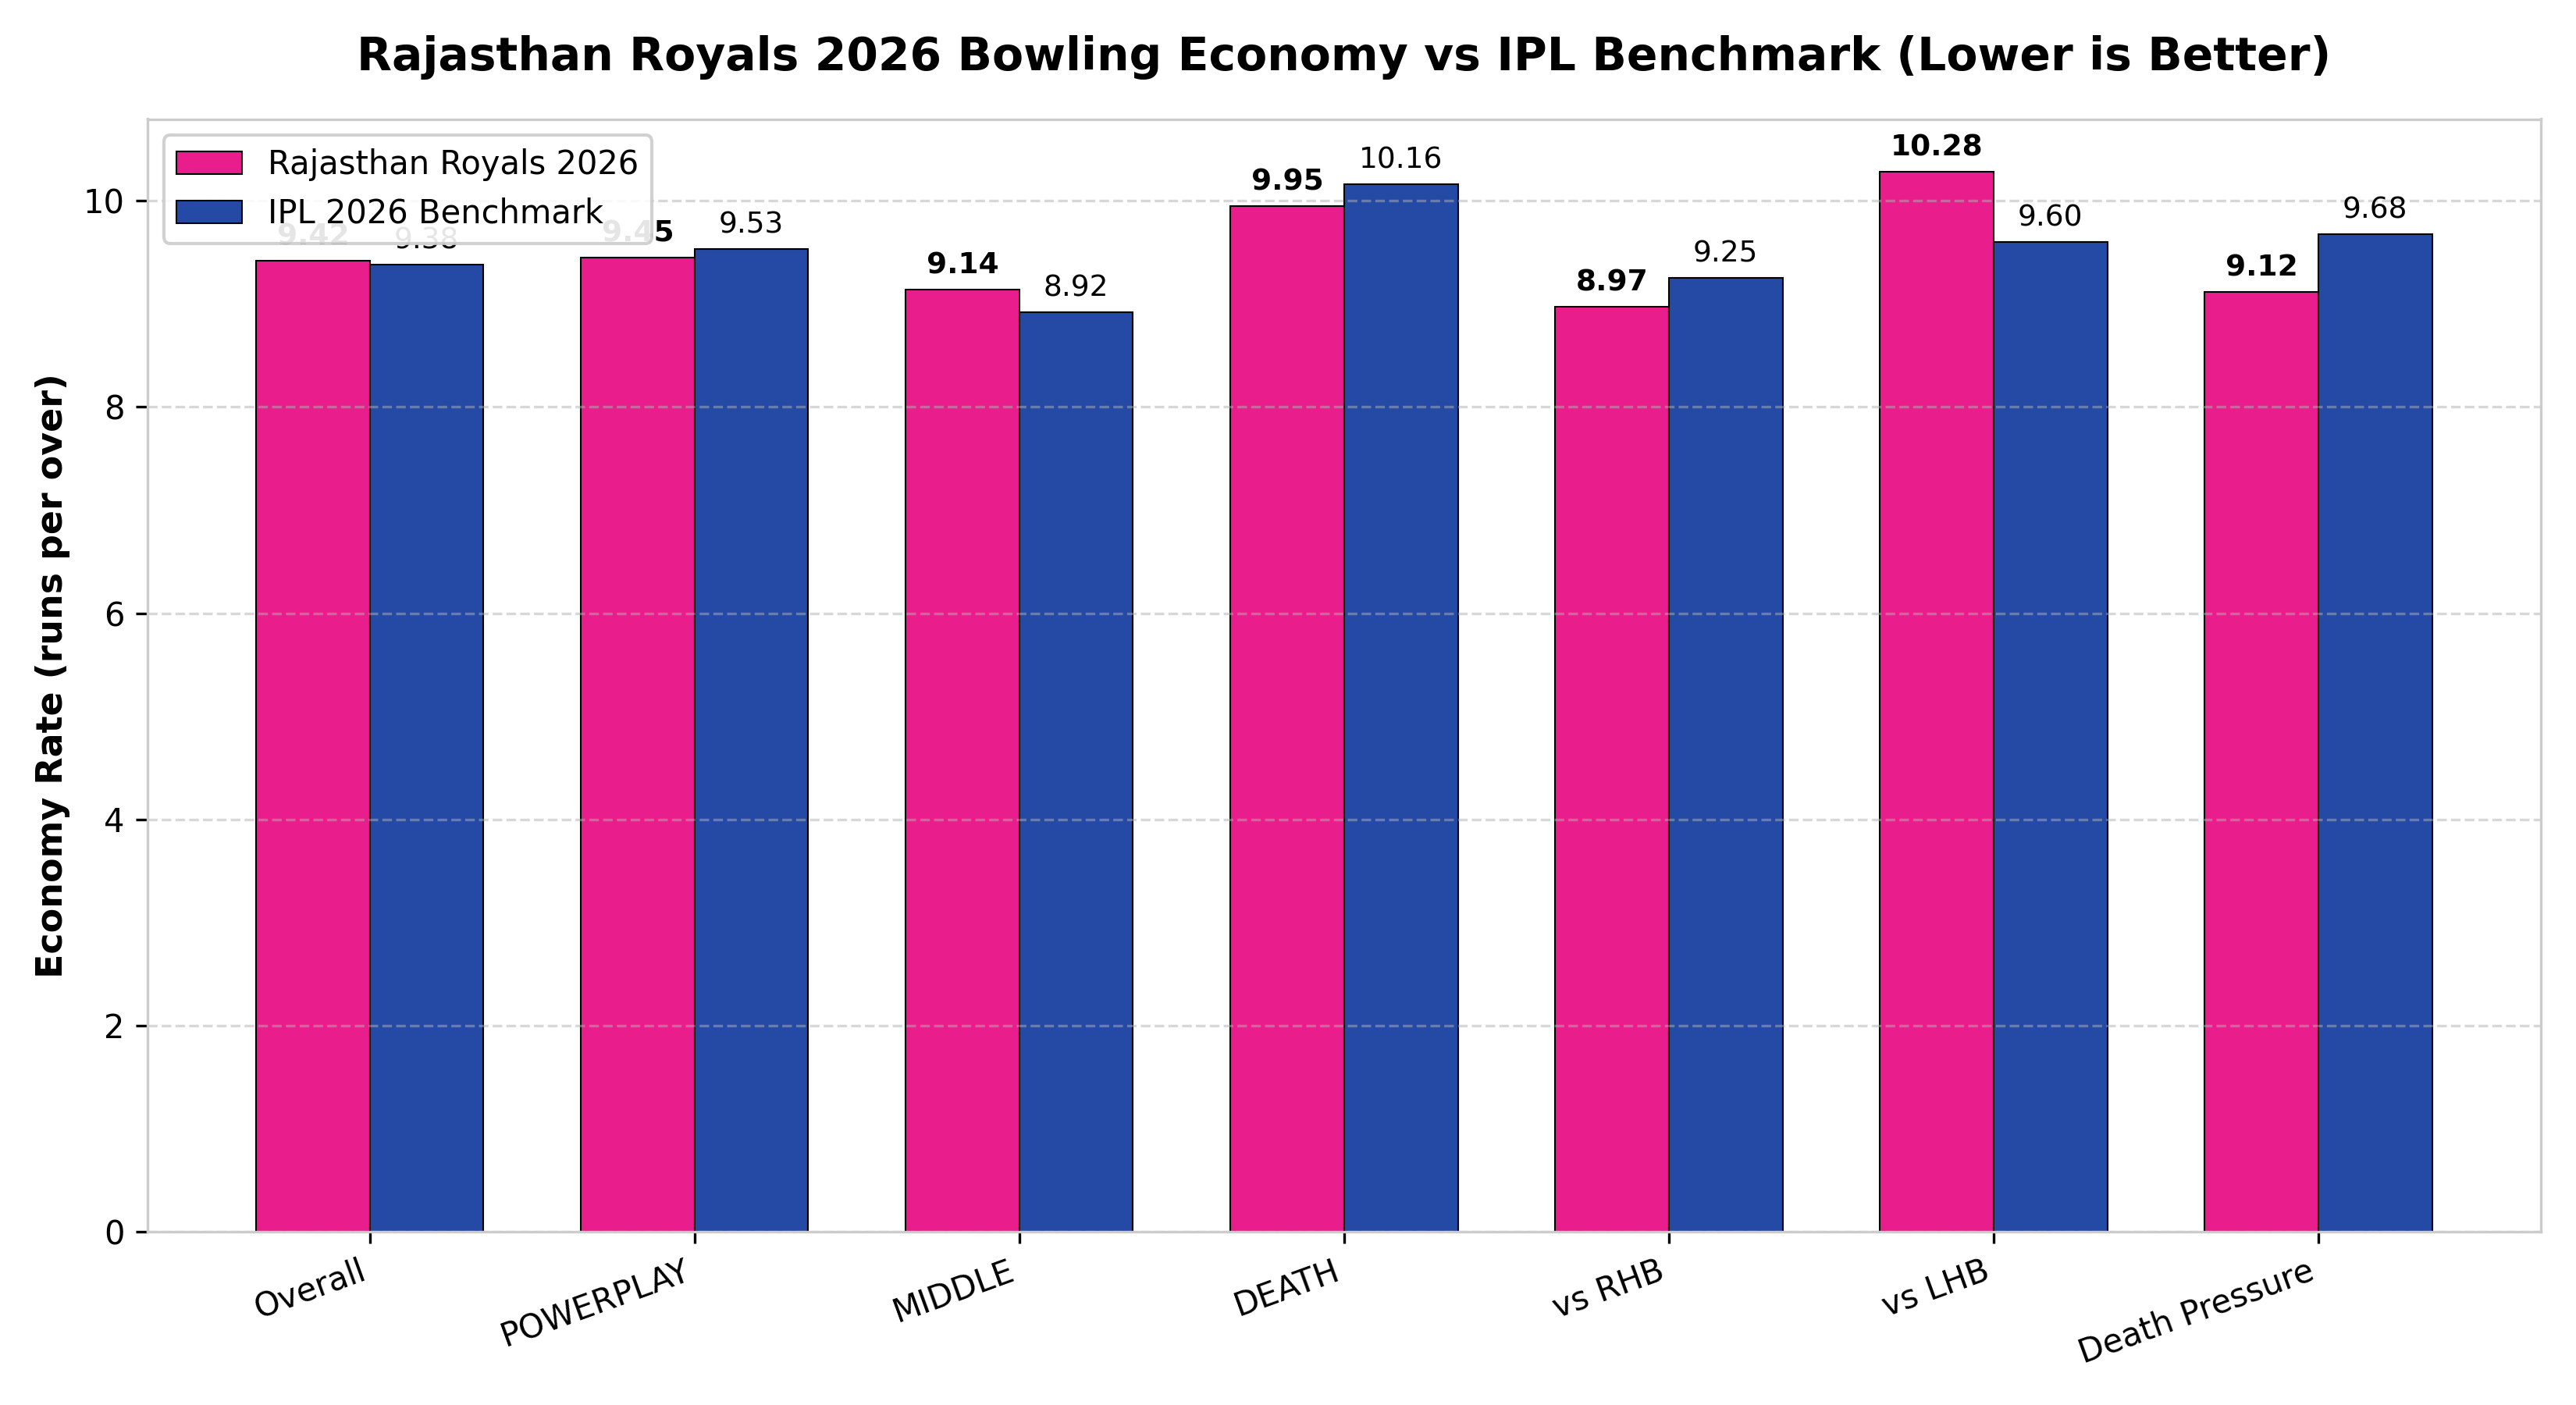 Rajasthan Royals 2026 Bowling Economy vs IPL Benchmark (Lower is Better)
Rajasthan Royals 2026
IPL 2026 Benchmark
9.42
9.38
9.45
9.53
9.14
8.92
9.95
10.16
8.97
9.25
10.28
9.60
9.12
9.68
Economy Rate (runs per over)
10
8
6
4
2
0
Overall
POWERPLAY
MIDDLE
DEATH
vs RHB
vs LHB
Death Pressure